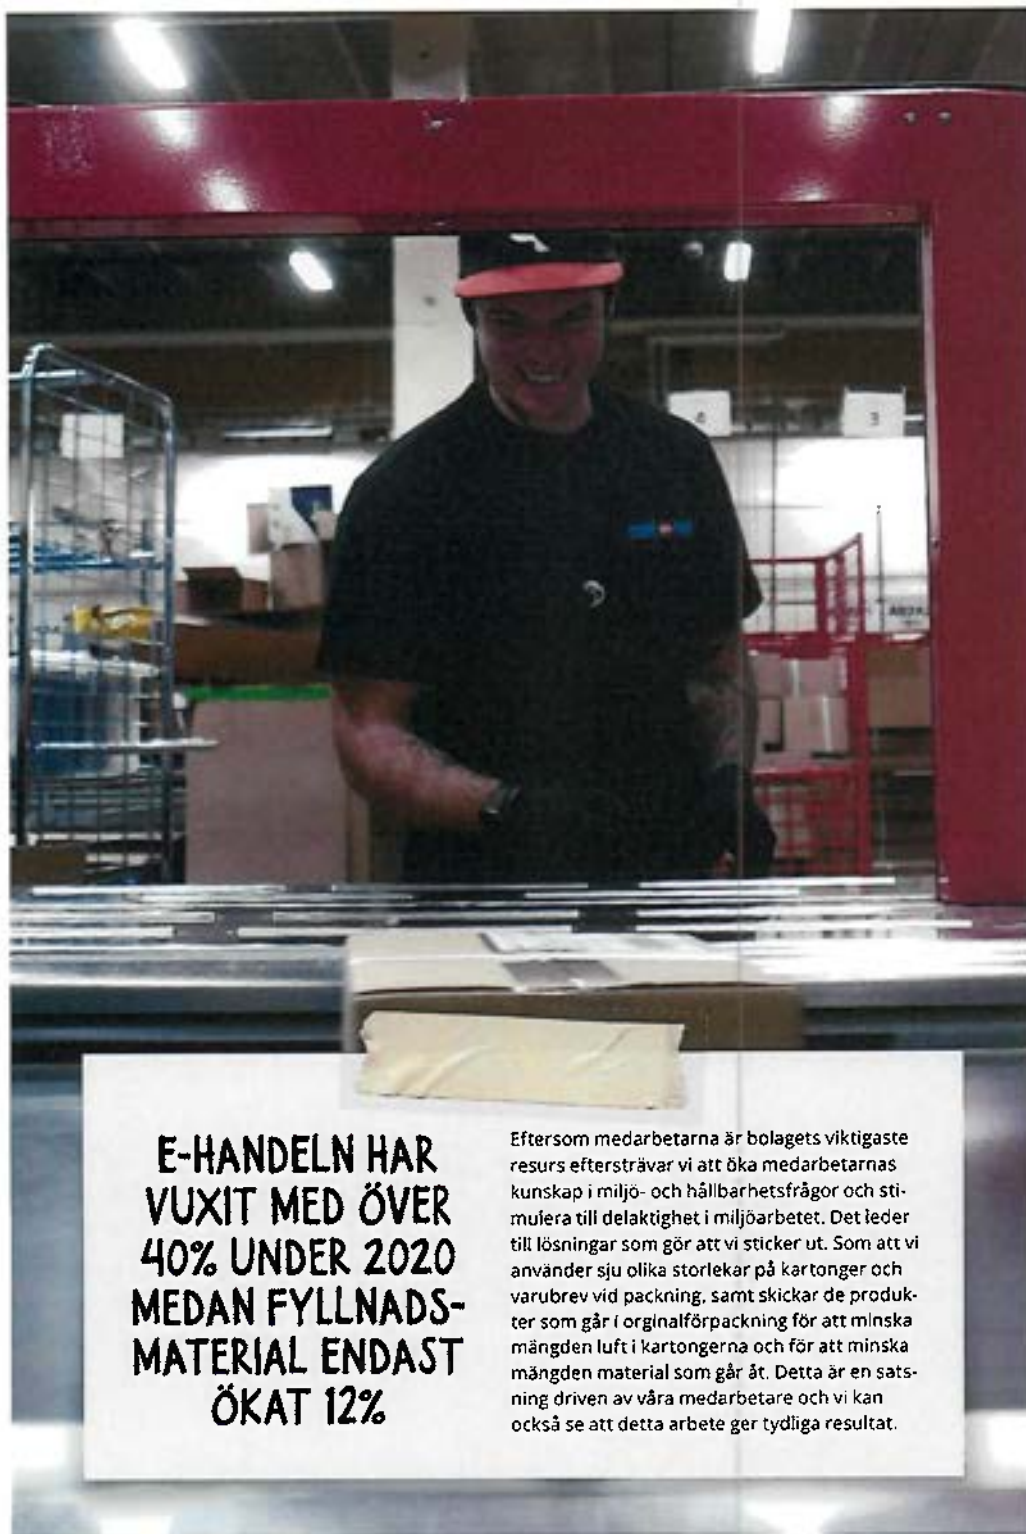 4
3
E-HANDELN HAR
VUXIT MED ÖVER
40% UNDER 2020
MEDAN FYLLNADS-
MATERIAL ENDAST
ÖKAT 12%
Eftersom medarbetarna är bolagets viktigaste
resurs eftersträvar vi att öka medarbetarnas
kunskap i miljö- och hållbarhetsfrågor och sti-
mulera till delaktighet i miljöarbetet. Det leder
till lösningar som gör att vi sticker ut. Som att vi
använder sju olika storlekar på kartonger och
varubrev vid packning, samt skickar de produk-
ter som går i orginalförpackning för att minska
mängden luft i kartongerna och för att minska
mängden material som går åt. Detta är en sats-
ning driven av våra medarbetare och vi kan
också se att detta arbete ger tydliga resultat.